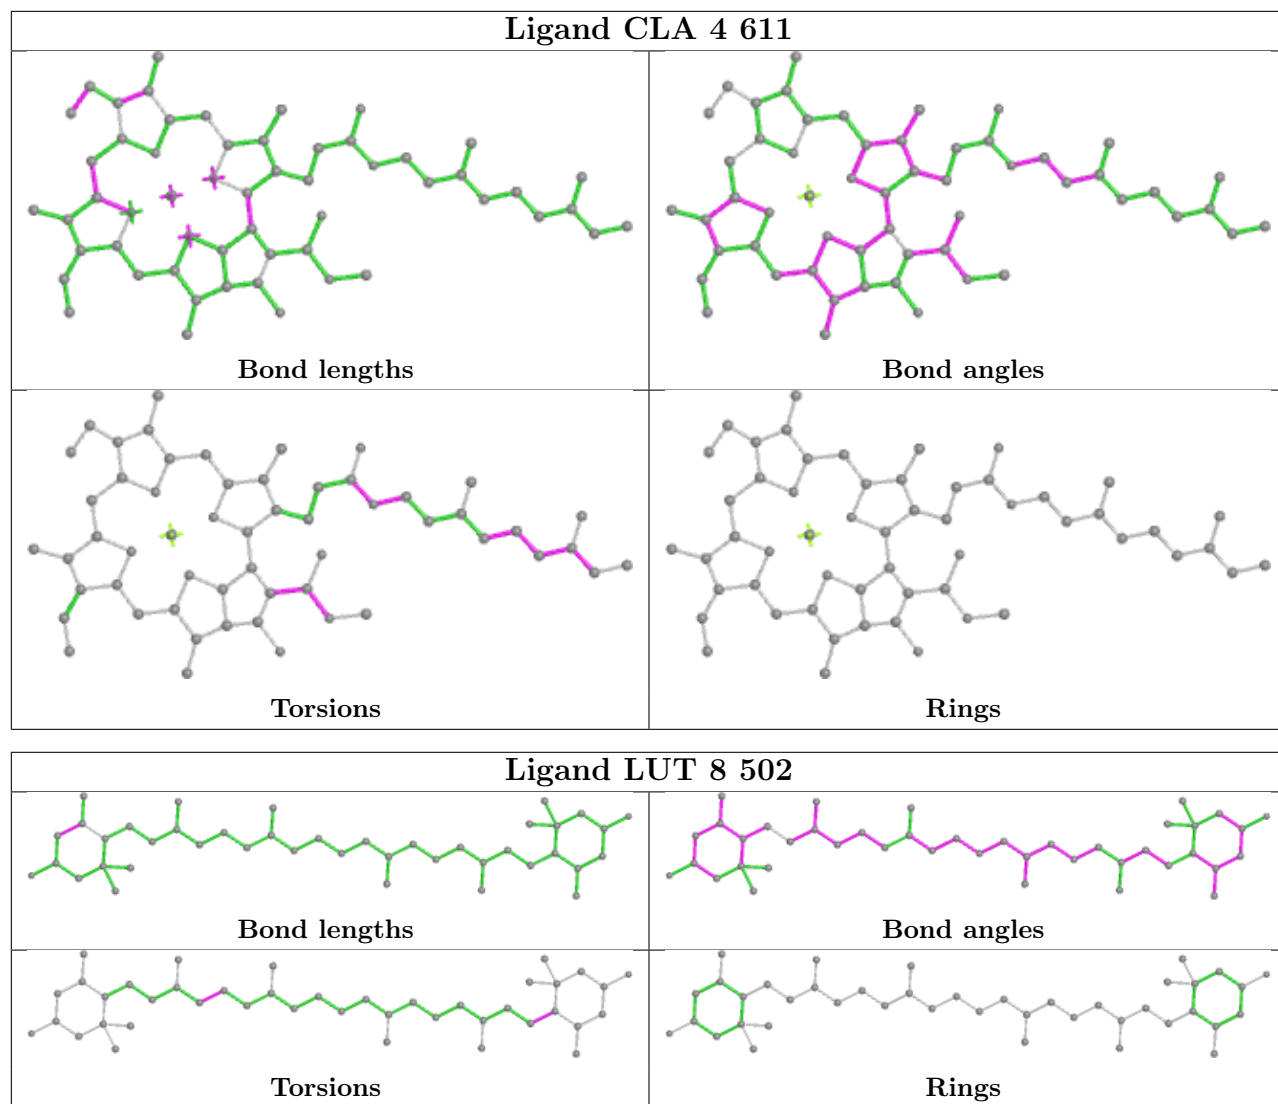 Ligand CLA 4 611
Bond lengths
Bond angles
Torsions
Rings
Ligand LUT 8 502
Bond lengths
Bond angles
Torsions
Rings